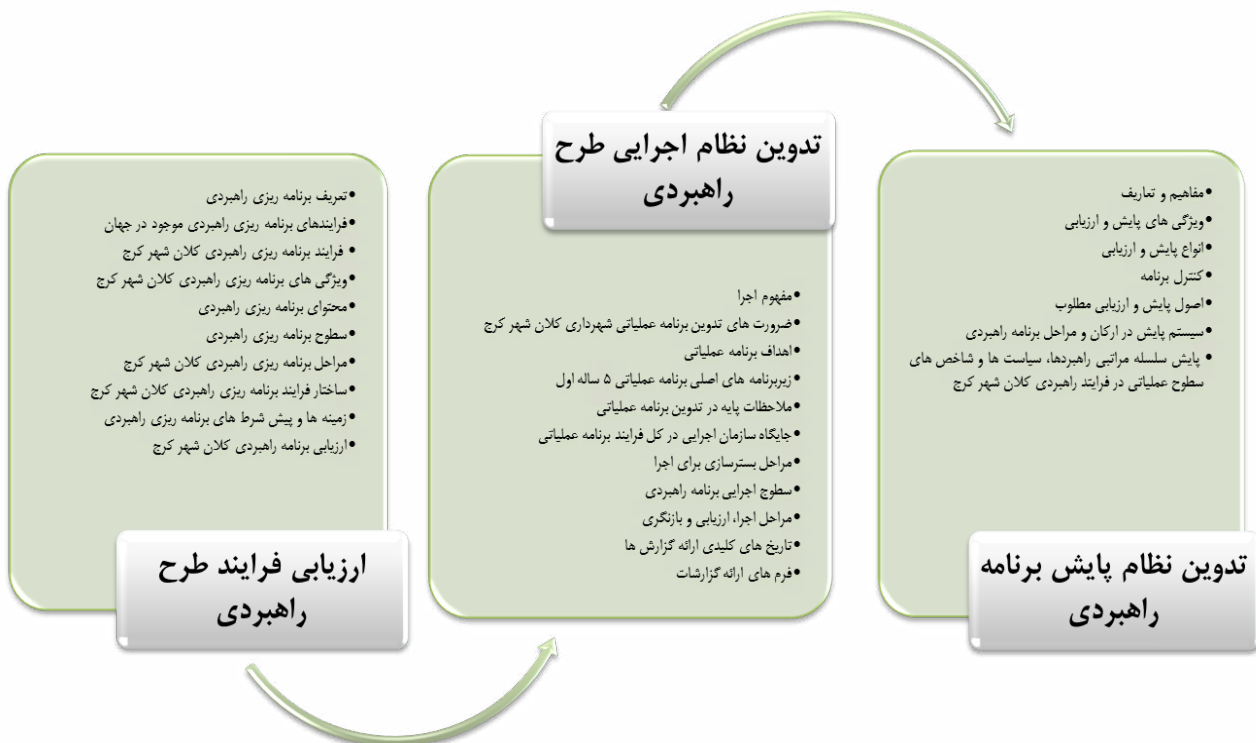 ارزیابی فرایند طرح
راهبردی
•تعریف برنامه ریزی راهبردی
•فرایندهای برنامه ریزی راهبردی موجود در جهان
• فرایند برنامه ریزی راهبردی کلان شهر کرج
•ویژگی های برنامه ریزی راهبردی کلان شهر کرج
•محتوای برنامه ریزی راهبردی
•سطوح برنامه ریزی راهبردی
•مراحل برنامه ریزی راهبردی کلان شهر کرج
•ساختار فرایند برنامه ریزی راهبردی کلان شهر کرج
•زمینه ها و پیش شرط های برنامه ریزی راهبردی
•ارزیابی برنامه راهبردی کلان شهر کرج
تدوین نظام اجرایی طرح
راهبردی
•مفهوم اجرا
•ضرورت های تدوین برنامه عملیاتی شهرداری کلان شهر کرج
•اهداف برنامه عملیاتی
•زیربرنامه های اصلی برنامه عملیاتی ۵ ساله اول
•ملاحظات پایه در تدوین برنامه عملیاتی
•جایگاه سازمان اجرایی در کل فرایند برنامه عملیاتی
•مراحل بسترسازی برای اجرا
•سطوح اجرایی برنامه راهبردی
•مراحل اجرا، ارزیابی و بازنگری
•تاریخ های کلیدی ارائه گزارش ها
•فرم های ارائه گزارشات
تدوین نظام پایش برنامه
راهبردی
•مفاهیم و تعاریف
•ویژگی های پایش و ارزیابی
•انواع پایش و ارزیابی
•کنترل برنامه
•اصول پایش و ارزیابی مطلوب
•سیستم پایش در ارکان و مراحل برنامه راهبردی
• پایش سلسله مراتبی راهبردها، سیاست ها و شاخص های
سطوح عملیاتی در فرایند راهبردی کلان شهر کرج